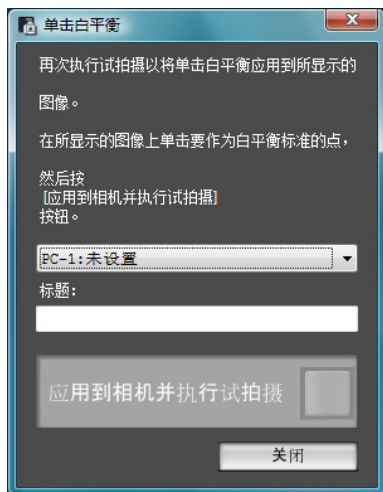 单击白平衡
再次执行试拍摄以将单击白平衡应用到所显示的
图像。
在所显示的图像上单击要作为白平衡标准的点，
然后按
[应用到相机并执行试拍摄]
按钮。
PC-1:未设置
标题:
应用到相机并执行试拍摄
关闭